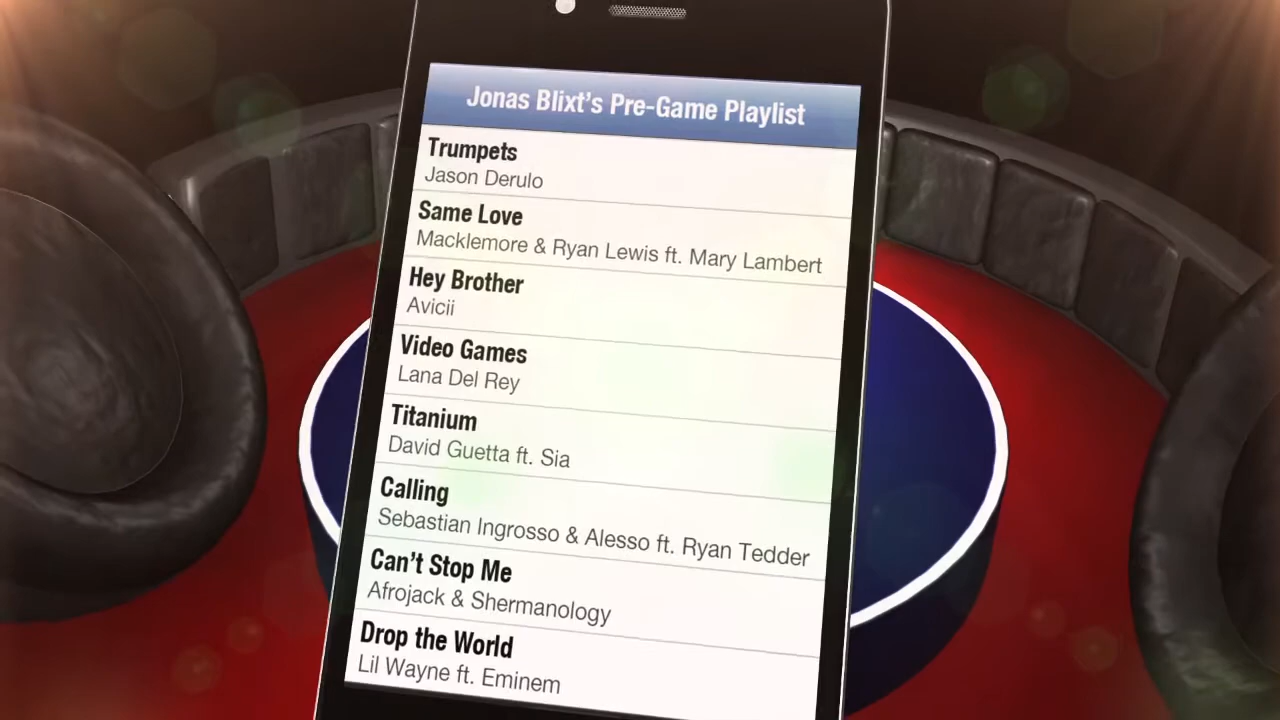 Jonas Blixt's Pre-Game Playlist
Trumpets
Jason Derulo
Same Love
Macklemore & Ryan Lewis ft. Mary Lambert
Hey Brother
Avicii
Video Games
Lana Del Rey
Titanium
David Guetta ft. Sia
Calling
Sebastian Ingrosso & Alesso ft. Ryan Tedder
Can't Stop Me
Afrojack & Shermanology
Drop the World
Lil Wayne ft. Eminem